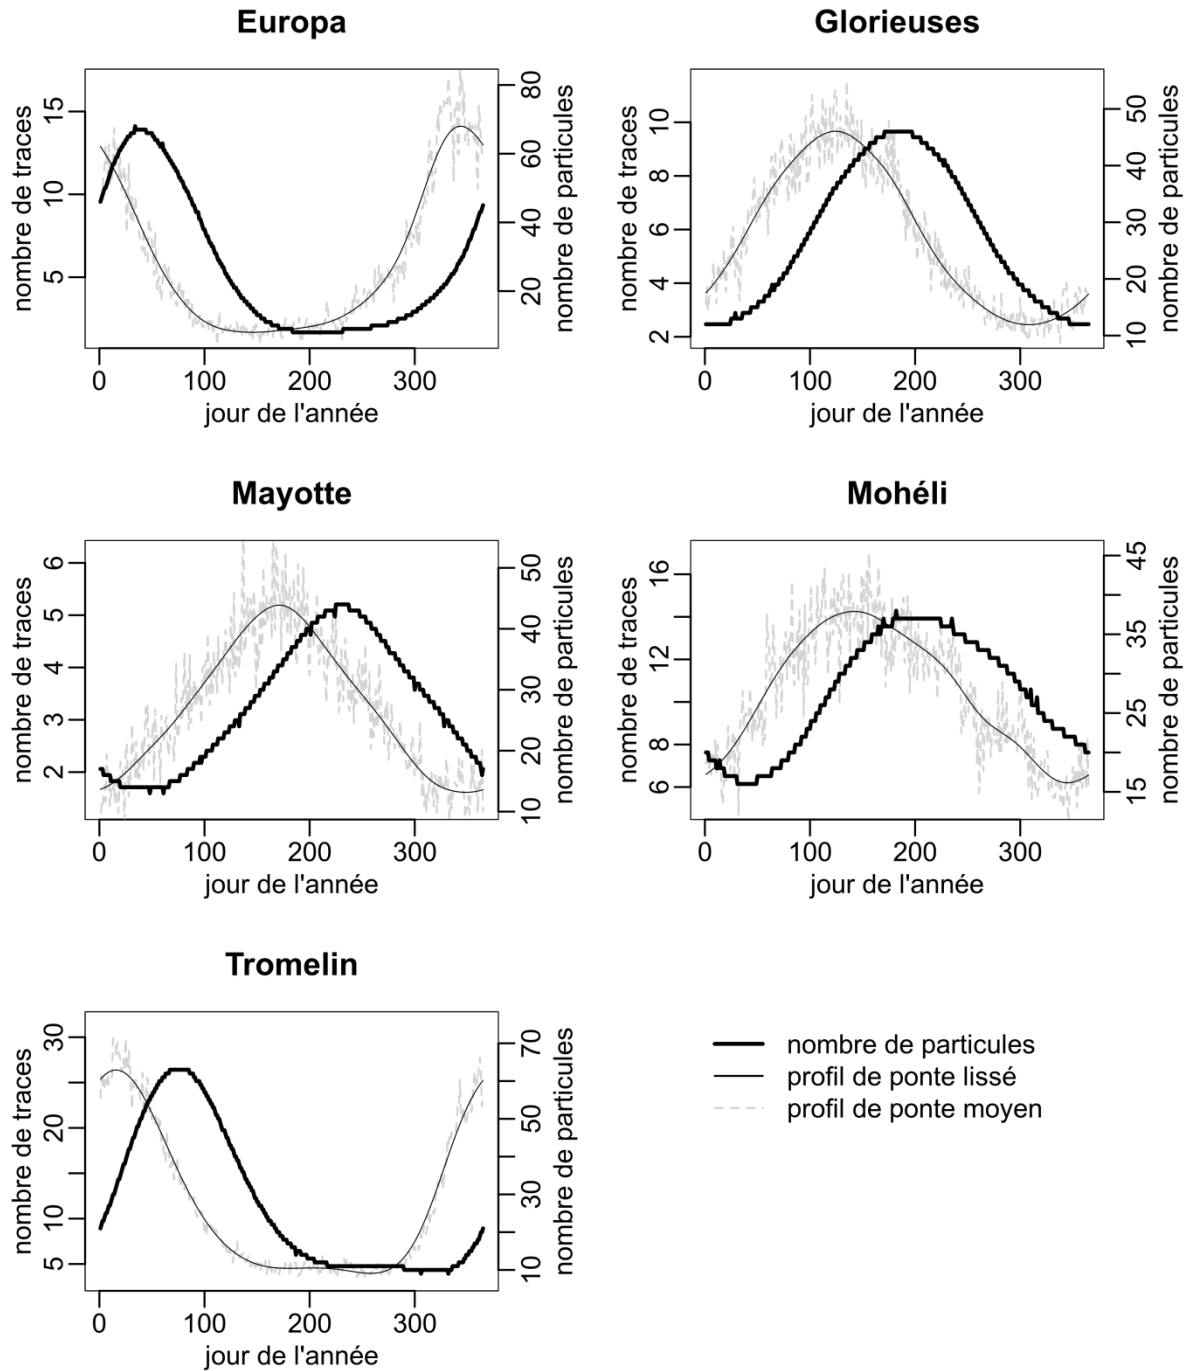 Europa
nombre de traces
5 10 15
20 40 60 80
nombre de particules
0 100 200 300
jour de l'année
Glorieuses
nombre de traces
2 4 6 8 10
10 20 30 40 50
nombre de particules
0 100 200 300
jour de l'année
Mayotte
nombre de traces
2 3 4 5 6
10 20 30 40 50
nombre de particules
0 100 200 300
jour de l'année
Mohéli
nombre de traces
6 8 12 16
15 25 35 45
nombre de particules
0 100 200 300
jour de l'année
Tromelin
nombre de traces
5 10 20 30
10 30 50 70
nombre de particules
0 100 200 300
jour de l'année
nombre de particules
profil de ponte lissé
profil de ponte moyen